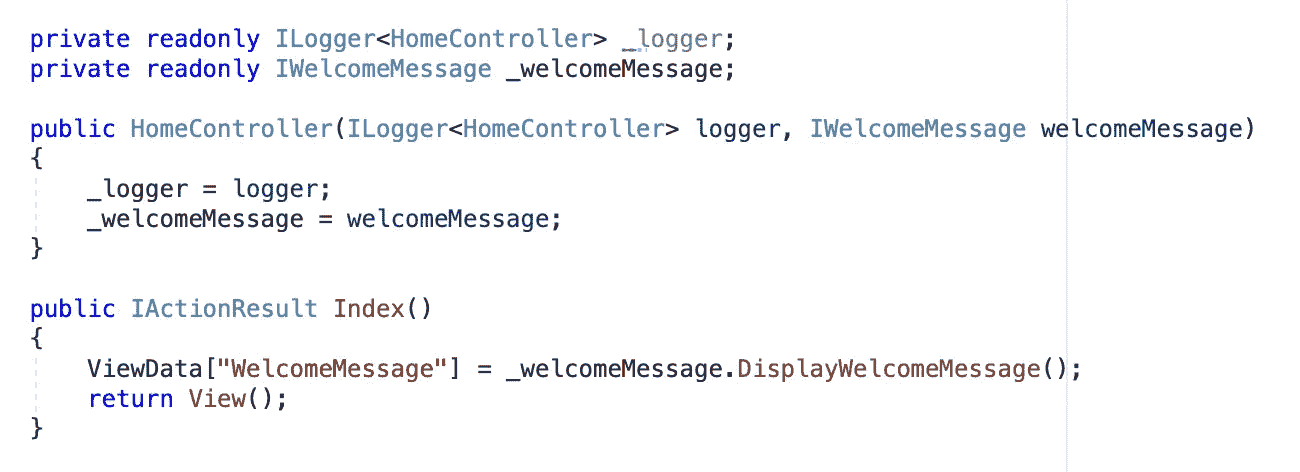 private readonly ILogger<HomeController> _logger;
private readonly IWelcomeMessage _welcomeMessage;
public HomeController(ILogger<HomeController> logger, IWelcomeMessage welcomeMessage)
{
_logger = logger;
_welcomeMessage = welcomeMessage;
}
public IActionResult Index()
{
ViewData["WelcomeMessage"] = _welcomeMessage.DisplayWelcomeMessage();
return View();
}